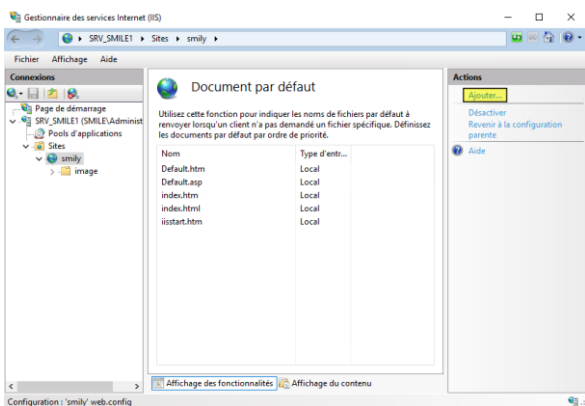 Gestionnaire des services Internet (IIS)
SRV_SMILE1 Sites smily
Fichier Affichage Aide
Connexions
Page de démarrage
SRV_SMILE1 (SMILE\Administ
Pools d'applications
Sites
smily
image
Document par défaut
Utilisez cette fonction pour indiquer les noms de fichiers par défaut à
renvoyer lorsqu'un client n'a pas demandé un fichier spécifique. Définissez
les documents par défaut par ordre de priorité.
Nom Type d'entr...
Default.htm Local
Default.asp Local
index.htm Local
index.html Local
iisstart.htm Local
Affichage des fonctionnalités Affichage du contenu
Actions
Ajouter...
Désactiver
Revenir à la configuration
parente
Aide
Configuration : 'smily' web.config